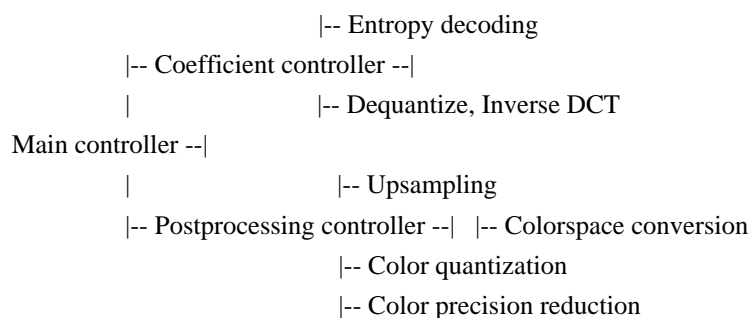 |-- Entropy decoding
|-- Coefficient controller --|
| |-- Dequantize, Inverse DCT
Main controller --|
| |-- Upsampling
|-- Postprocessing controller --| |-- Colorspace conversion
|-- Color quantization
|-- Color precision reduction